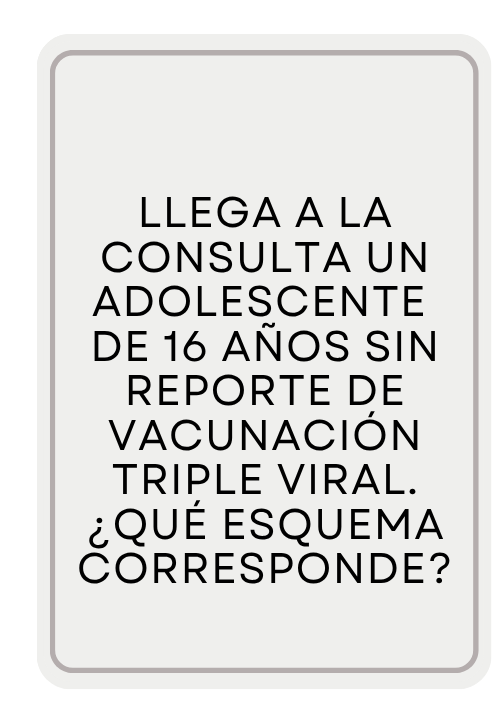 LLEGA A LA
CONSULTA UN
ADOLESCENTE
DE 16 AÑOS SIN
REPORTE DE
VACUNACIÓN
TRIPLE VIRAL.
¿QUÉ ESQUEMA
CORRESPONDE?